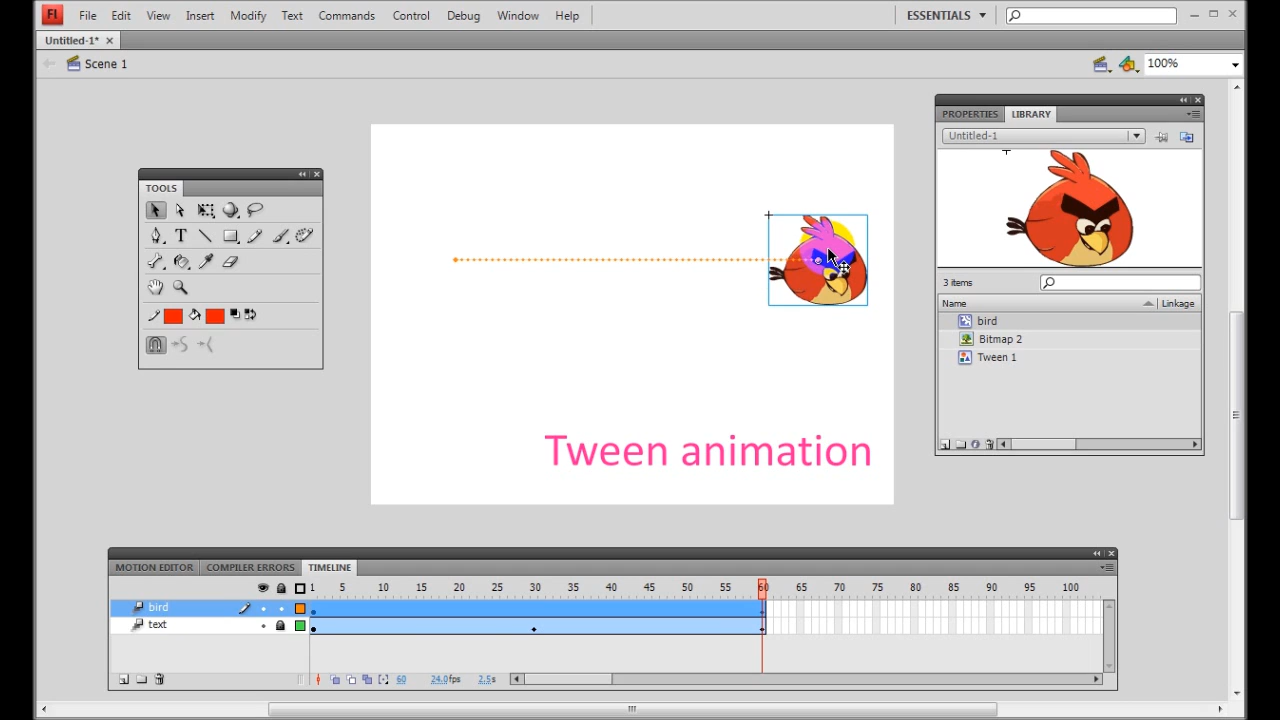 Fl File Edit View Insert Modify Text Commands Control Debug Window Help ESSENTIALS
Untitled-1*
Scene 1 100%
PROPERTIES LIBRARY
Untitled-1
TOOLS
3 items
Name Linkage
bird
Bitmap 2
Tween 1
Tween animation
MOTION EDITOR COMPILER ERRORS TIMELINE
1 5 10 15 20 25 30 35 40 45 50 55 60 65 70 75 80 85 90 95 100
bird
text
60 24.0fps 2.5s